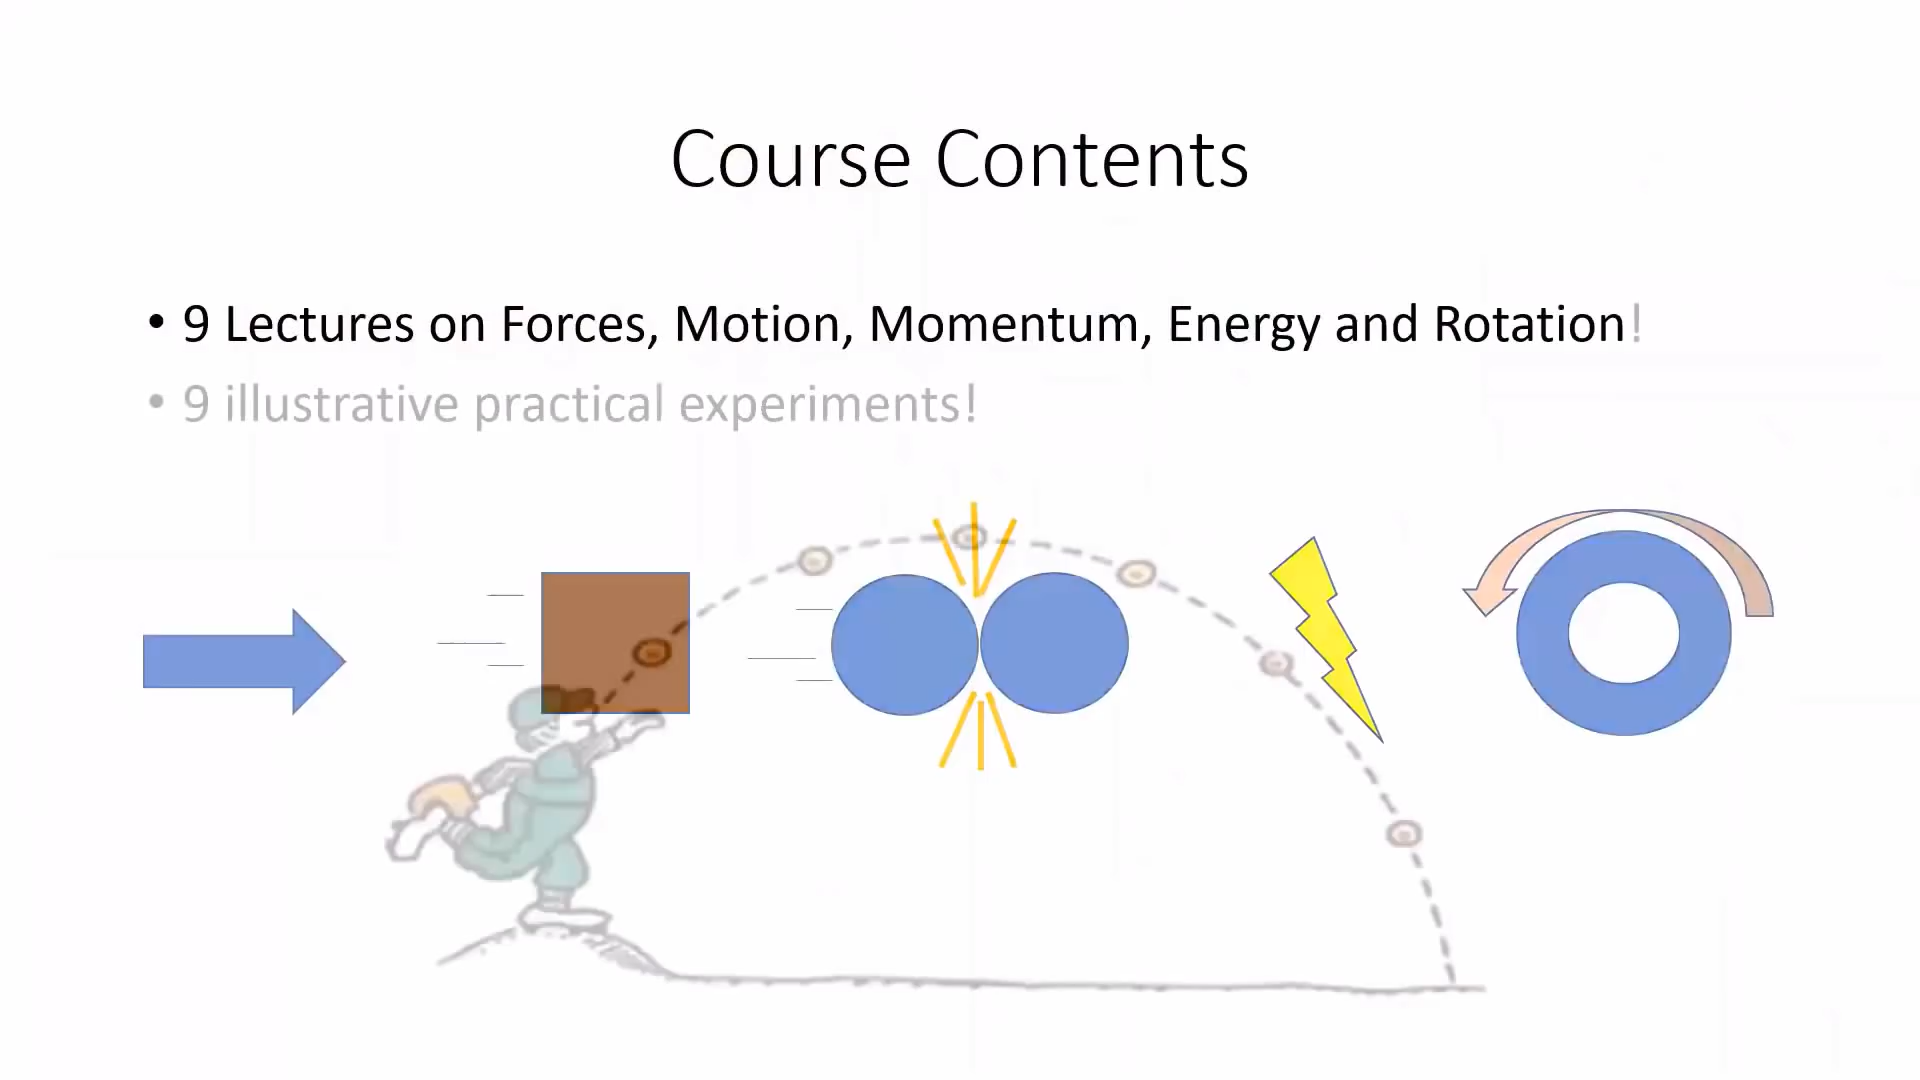 Course Contents
• 9 Lectures on Forces, Motion, Momentum, Energy and Rotation!
• 9 illustrative practical experiments!